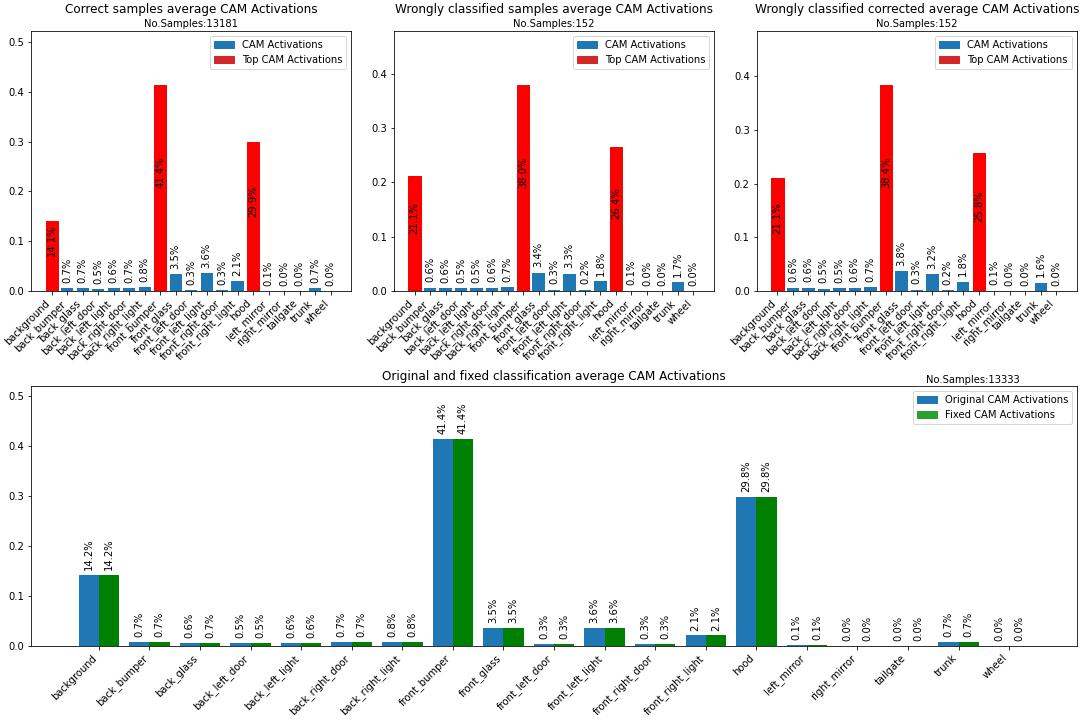 Correct samples average CAM Activations
No.Samples:13181
CAM Activations
Top CAM Activations
0.5
0.4
0.3
0.2
0.1
0.0
14.1%
0.7%
0.7%
0.5%
0.6%
0.7%
0.8%
41.4%
3.5%
0.3%
3.6%
0.3%
2.1%
29.9%
0.1%
0.0%
0.0%
0.7%
0.0%
background
back_bumper
back_glass
back_left_door
back_left_light
back_right_door
back_right_light
front_bumper
front_glass
front_left_door
front_left_light
front_right_door
front_right_light
hood
left_mirror
right_mirror
tailgate
trunk
wheel
Wrongly classified samples average CAM Activations
No.Samples:152
CAM Activations
Top CAM Activations
0.4
0.3
0.2
0.1
0.0
21.1%
0.6%
0.6%
0.5%
0.5%
0.6%
0.7%
38.0%
3.4%
0.3%
3.3%
0.2%
1.8%
26.4%
0.1%
0.0%
0.0%
1.7%
0.0%
background
back_bumper
back_glass
back_left_door
back_left_light
back_right_door
back_right_light
front_bumper
front_glass
front_left_door
front_left_light
front_right_door
front_right_light
hood
left_mirror
right_mirror
tailgate
trunk
wheel
Wrongly classified corrected average CAM Activations
No.Samples:152
CAM Activations
Top CAM Activations
0.4
0.3
0.2
0.1
0.0
21.1%
0.6%
0.6%
0.5%
0.5%
0.6%
0.7%
38.4%
3.8%
0.3%
3.2%
0.2%
1.8%
25.8%
0.1%
0.0%
0.0%
1.6%
0.0%
background
back_bumper
back_glass
back_left_door
back_left_light
back_right_door
back_right_light
front_bumper
front_glass
front_left_door
front_left_light
front_right_door
front_right_light
hood
left_mirror
right_mirror
tailgate
trunk
wheel
Original and fixed classification average CAM Activations
No.Samples:13333
Original CAM Activations
Fixed CAM Activations
0.5
0.4
0.3
0.2
0.1
0.0
14.2% 14.2%
0.7% 0.7%
0.6% 0.7%
0.5% 0.5%
0.6% 0.6%
0.7% 0.7%
0.8% 0.8%
41.4% 41.4%
3.5% 3.5%
0.3% 0.3%
3.6% 3.6%
0.3% 0.3%
2.1% 2.1%
29.8% 29.8%
0.1% 0.1%
0.0% 0.0%
0.0% 0.0%
0.7% 0.7%
0.0% 0.0%
background
back_bumper
back_glass
back_left_door
back_left_light
back_right_door
back_right_light
front_bumper
front_glass
front_left_door
front_left_light
front_right_door
front_right_light
hood
left_mirror
right_mirror
tailgate
trunk
wheel